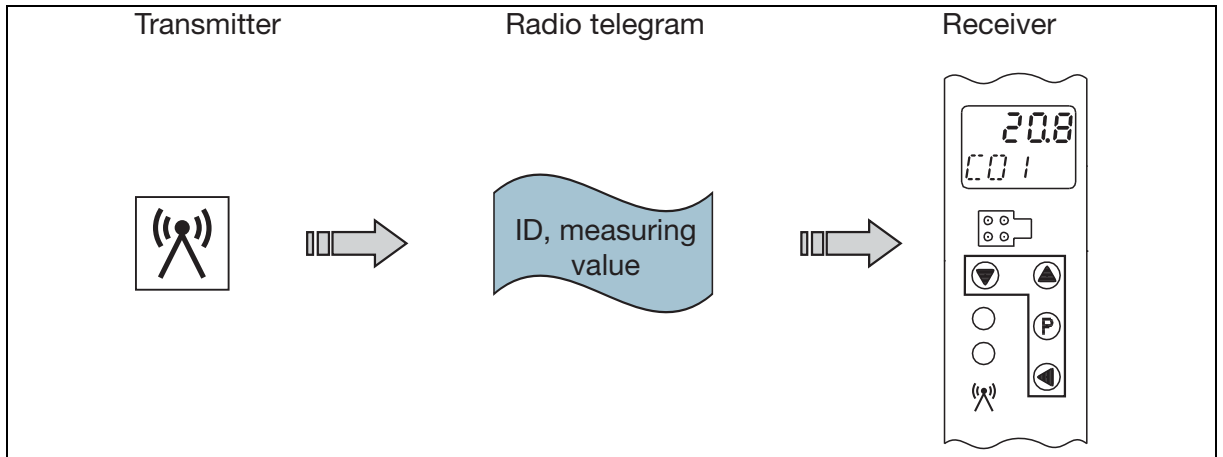 Transmitter
Radio telegram
Receiver
ID, measuring
value
20.8
C01
P